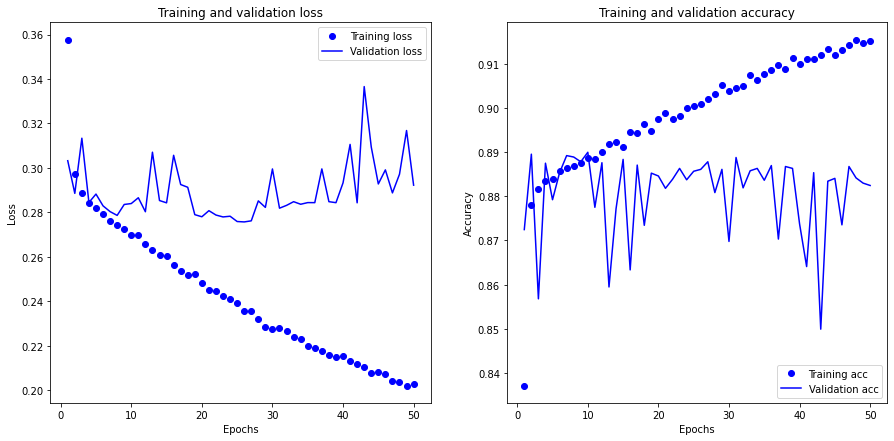 Training and validation loss
Training loss
Validation loss
0.36
0.34
0.32
0.30
0.28
0.26
0.24
0.22
0.20
Loss
0
10
20
30
40
50
Epochs
Training and validation accuracy
0.91
0.90
0.89
0.88
0.87
0.86
0.85
0.84
Accuracy
Training acc
Validation acc
0
10
20
30
40
50
Epochs